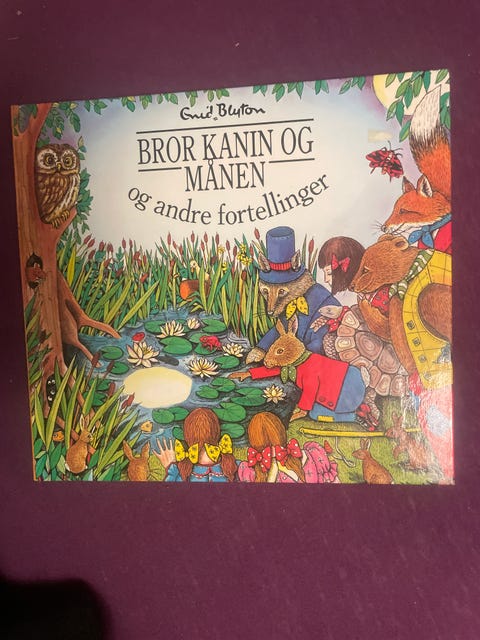 Enid Blyton
BROR KANIN OG
MÅNEN
og andre fortellinger